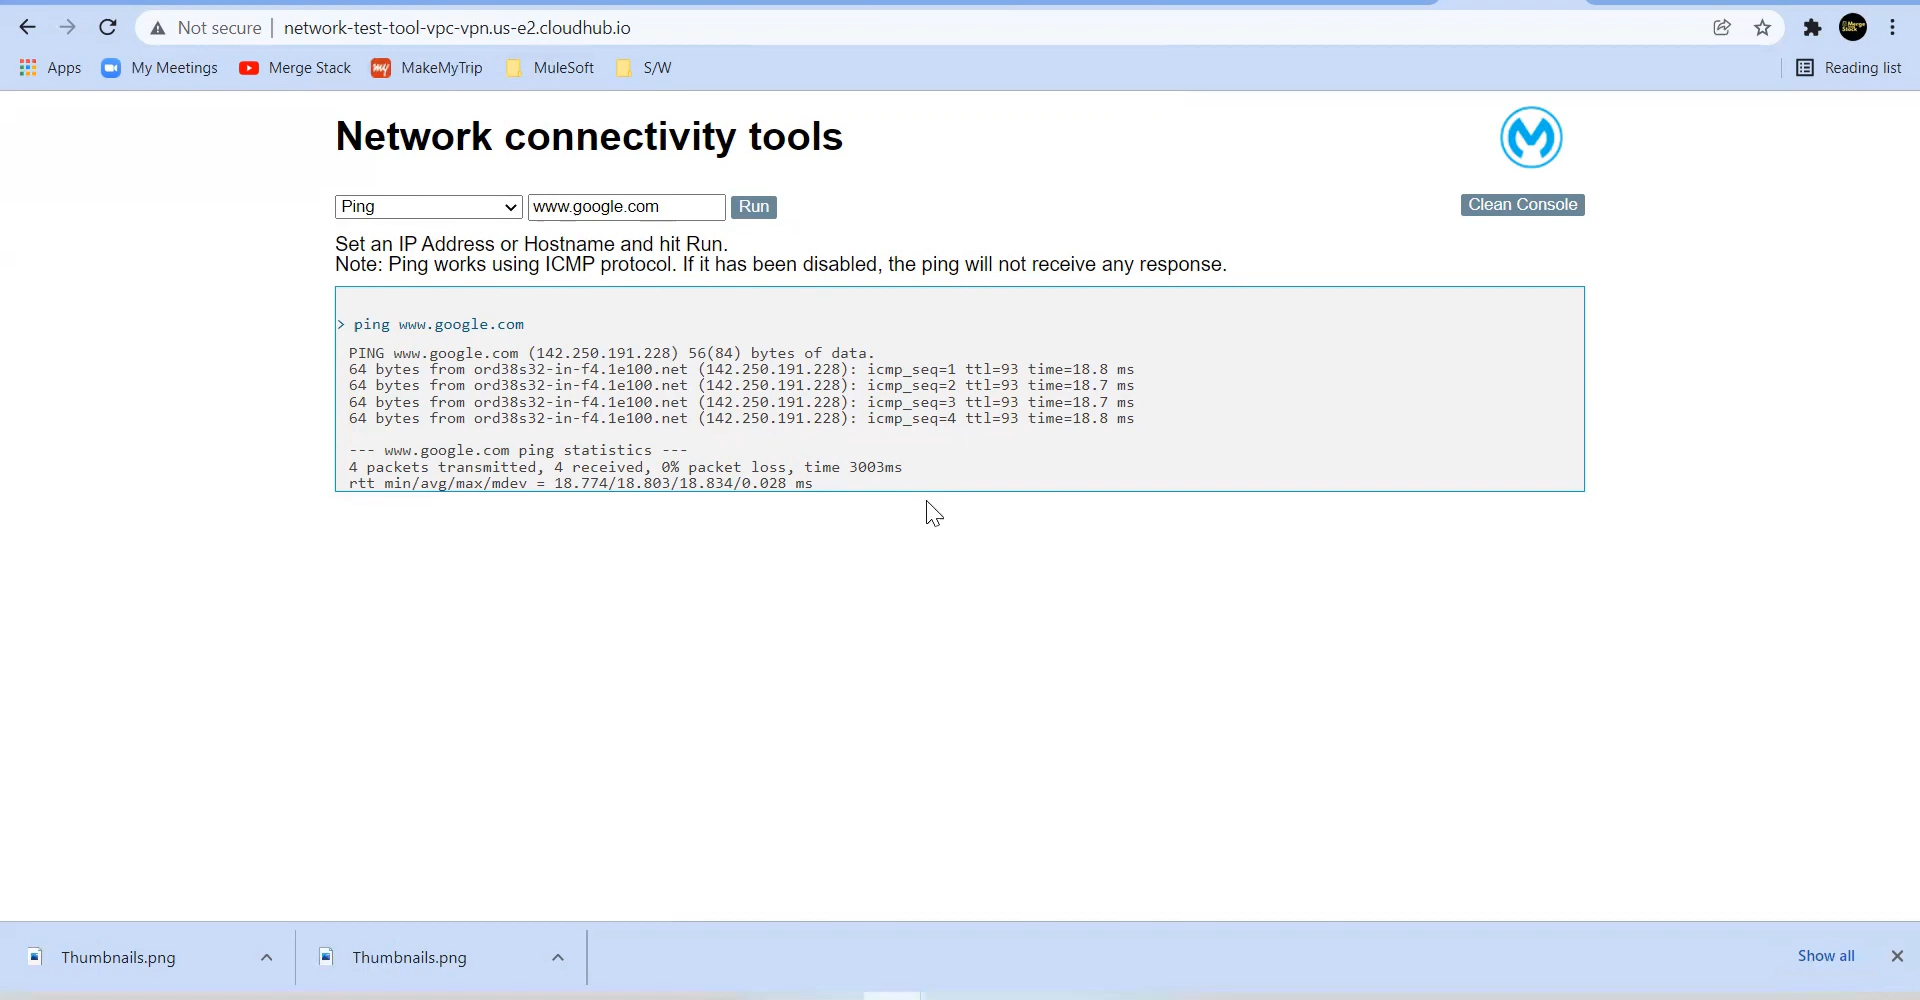 Not secure network-test-tool-vpc-vpn.us-e2.cloudhub.io
Apps My Meetings Merge Stack MakeMyTrip MuleSoft S/W Reading list
Network connectivity tools
Ping www.google.com Run Clean Console
Set an IP Address or Hostname and hit Run.
Note: Ping works using ICMP protocol. If it has been disabled, the ping will not receive any response.
> ping www.google.com
PING www.google.com (142.250.191.228) 56(84) bytes of data.
64 bytes from ord38s32-in-f4.1e100.net (142.250.191.228): icmp_seq=1 ttl=93 time=18.8 ms
64 bytes from ord38s32-in-f4.1e100.net (142.250.191.228): icmp_seq=2 ttl=93 time=18.7 ms
64 bytes from ord38s32-in-f4.1e100.net (142.250.191.228): icmp_seq=3 ttl=93 time=18.7 ms
64 bytes from ord38s32-in-f4.1e100.net (142.250.191.228): icmp_seq=4 ttl=93 time=18.8 ms
--- www.google.com ping statistics ---
4 packets transmitted, 4 received, 0% packet loss, time 3003ms
rtt min/avg/max/mdev = 18.774/18.803/18.834/0.028 ms
Thumbnails.png Thumbnails.png Show all